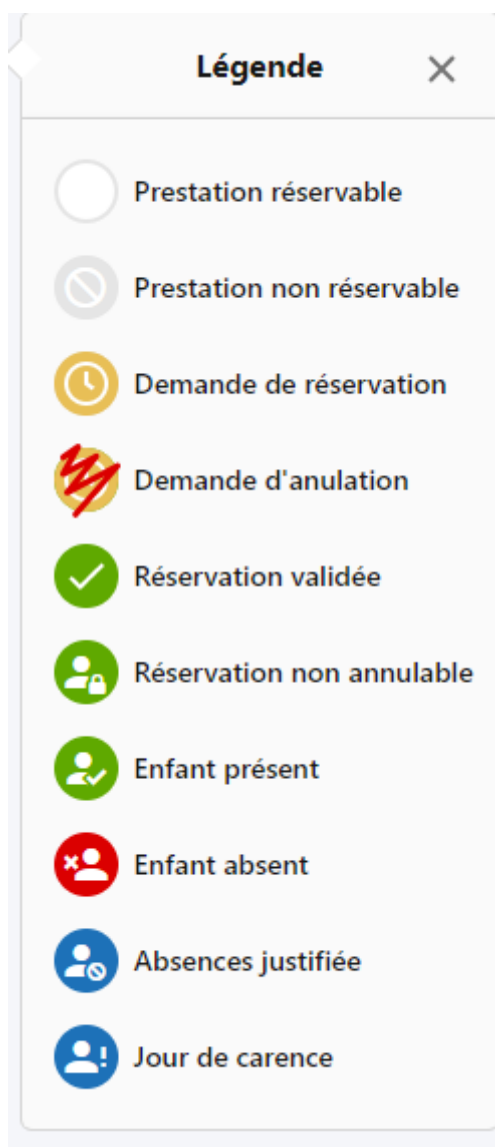 Légende
Prestation réservable
Prestation non réservable
Demande de réservation
Demande d'anulation
Réservation validée
Réservation non annulable
Enfant présent
Enfant absent
Absences justifiée
Jour de carence